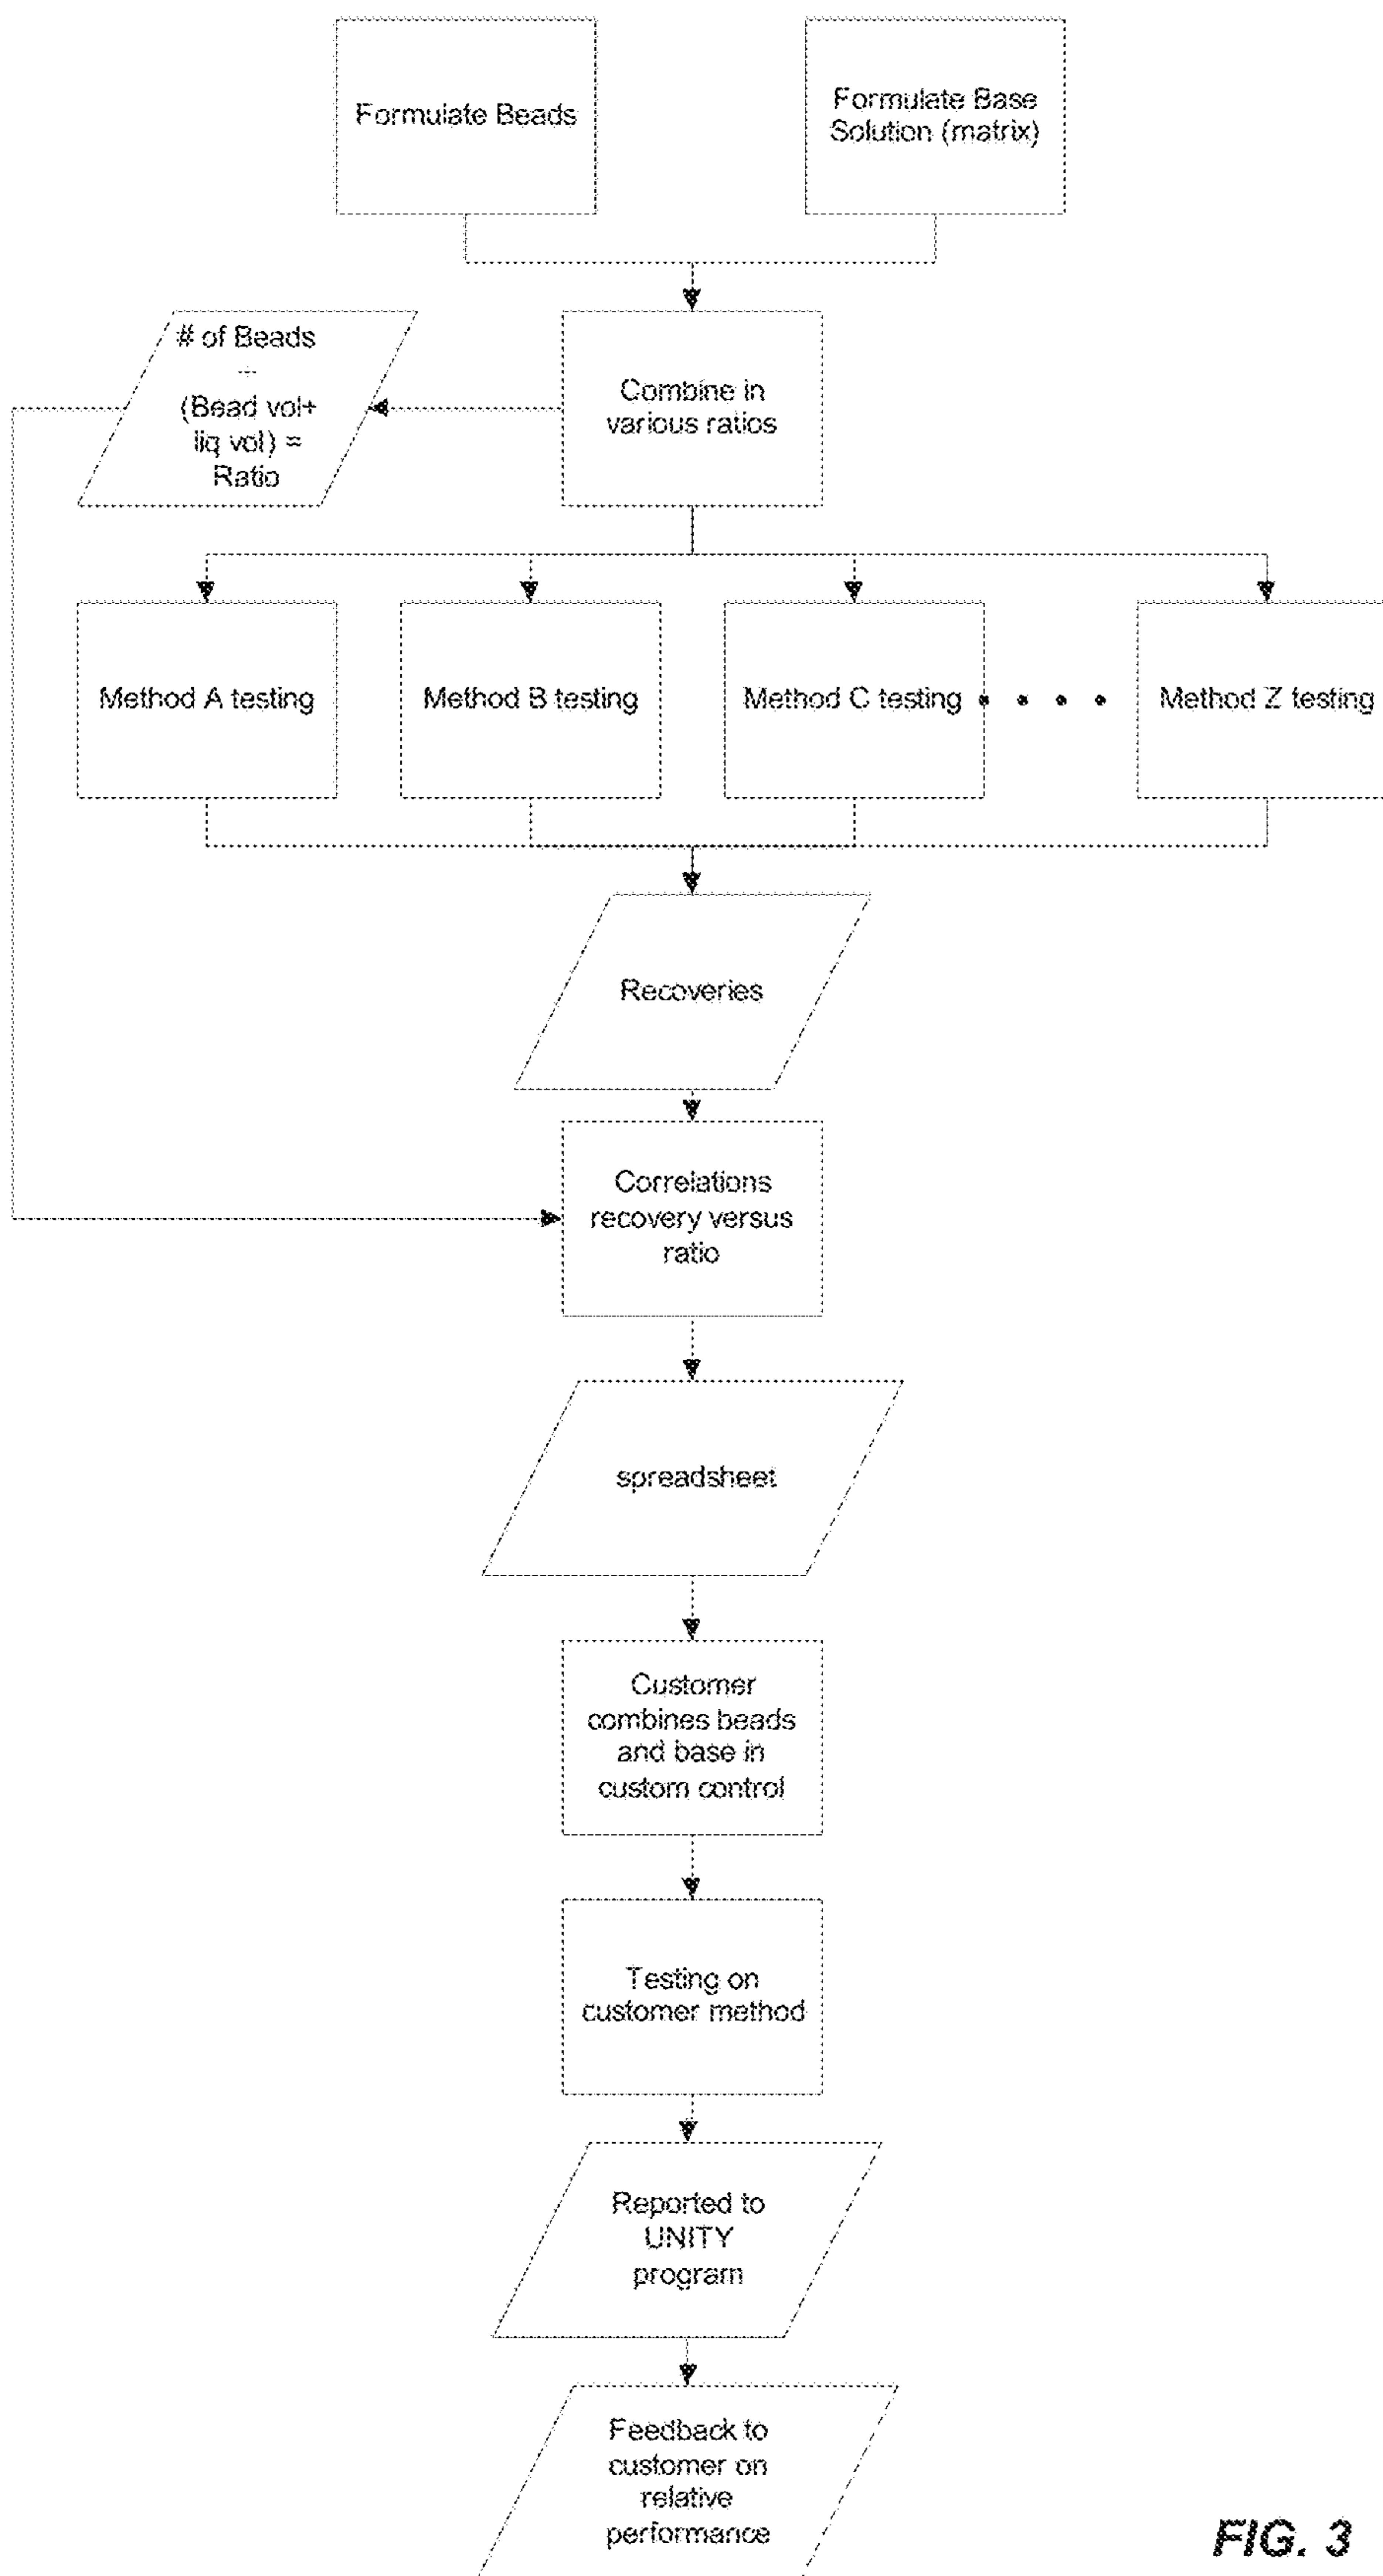 Formulate Beads
Formulate Base
Solution (matrix)
# of Beads
÷
(Bead vol+
liq vol) =
Ratio
Combine in
various ratios
Method A testing
Method B testing
Method C testing
Method Z testing
Recoveries
Correlations
recovery versus
ratio
spreadsheet
Customer
combines beads
and base in
custom control
Testing on
customer method
Reported to
UNITY
program
Feedback to
customer on
relative
performance
FIG. 3